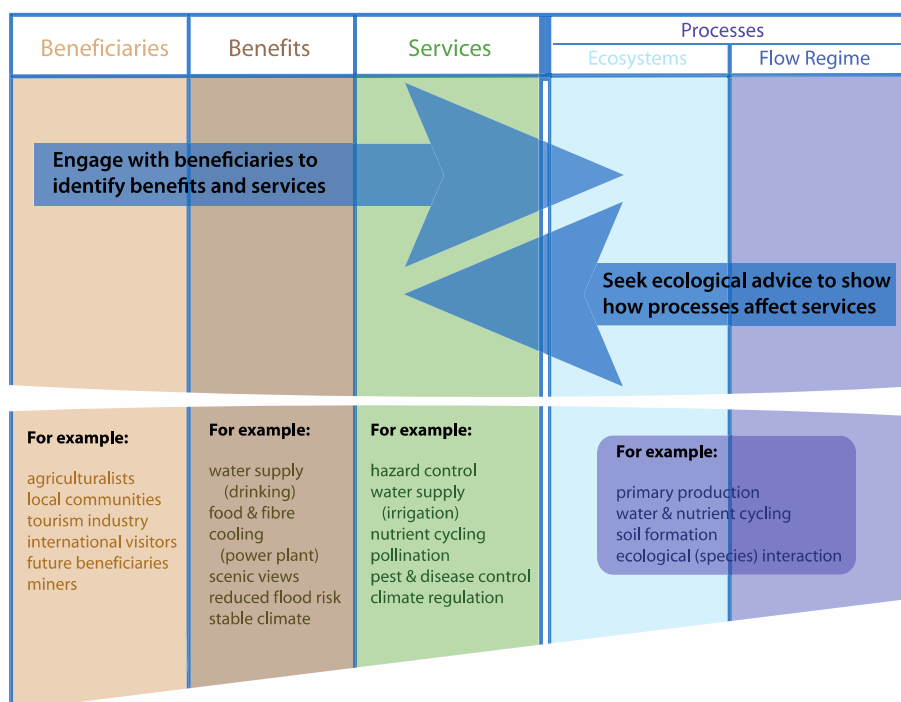 Beneficiaries
Benefits
Services
Processes
Ecosystems
Flow Regime
Engage with beneficiaries to
identify benefits and services
Seek ecological advice to show
how processes affect services
For example:
agriculturalists
local communities
tourism industry
international visitors
future beneficiaries
miners
For example:
water supply
(drinking)
food & fibre
cooling
(power plant)
scenic views
reduced flood risk
stable climate
For example:
hazard control
water supply
(irrigation)
nutrient cycling
pollination
pest & disease control
climate regulation
For example:
primary production
water & nutrient cycling
soil formation
ecological (species) interaction